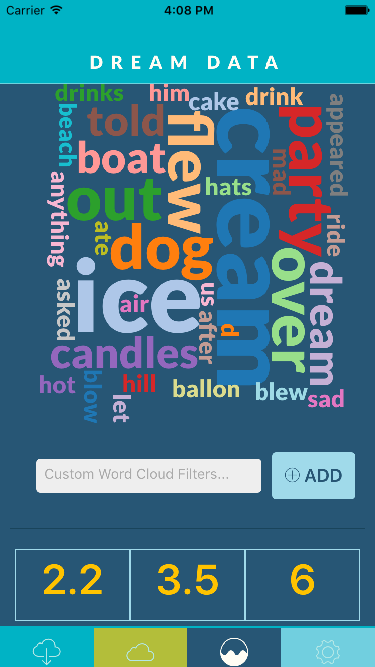 Carrier 4:08 PM
DREAM DATA
drinks him cake drink
beach told flew cream party appeared
boat mad
anything out hats ride
ate dog over dream
asked ice air us after d
candles
hot blow hill let ballon blew sad
Custom Word Cloud Filters...
ADD
2.2 3.5 6